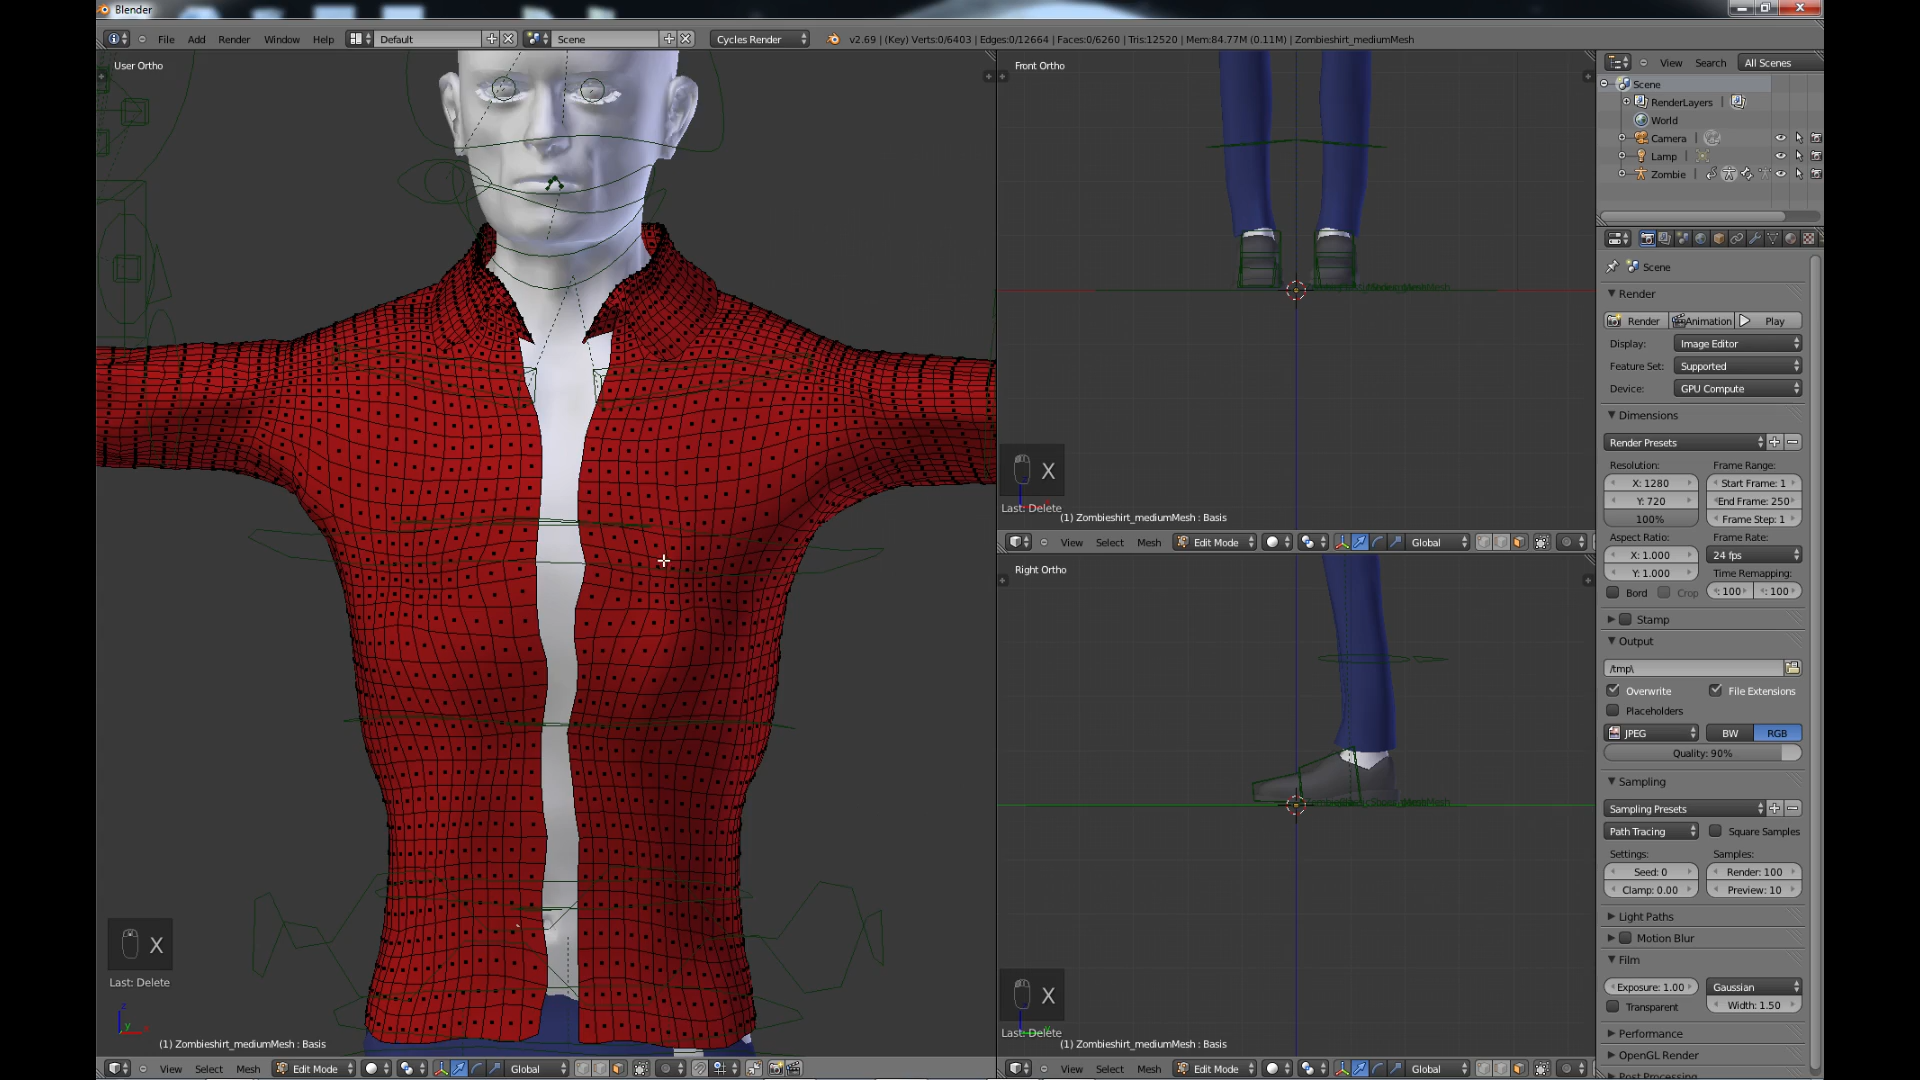 Blender
File Add Render Window Help Default Scene Cycles Render v2.69 | (Key) Verts:0/6403 | Edges:0/12664 | Faces:0/6260 | Tris:12520 | Mem:84.77M (0.11M) | Zombieshirt_mediumMesh
User Ortho
X
Last: Delete
z
y
(1) Zombieshirt_mediumMesh : Basis
View Select Mesh Edit Mode Global
Front Ortho
X
Last: Delete
(1) Zombieshirt_mediumMesh : Basis
View Select Mesh Edit Mode Global
Right Ortho
X
Last: Delete
(1) Zombieshirt_mediumMesh : Basis
View Select Mesh Edit Mode Global
View Search All Scenes
Scene
RenderLayers |
World
Camera |
Lamp |
Zombie |
Scene
Render
Render Animation Play
Display: Image Editor
Feature Set: Supported
Device: GPU Compute
Dimensions
Render Presets
Resolution: Frame Range:
X: 1280 Start Frame: 1
Y: 720 End Frame: 250
100% Frame Step: 1
Aspect Ratio: Frame Rate:
X: 1.000 24 fps
Y: 1.000 Time Remapping:
Bord Crop : 100 : 100
Stamp
Output
/tmp\
Overwrite File Extensions
Placeholders
JPEG BW RGB
Quality: 90%
Sampling
Sampling Presets
Path Tracing Square Samples
Settings: Samples:
Seed: 0 Render: 100
Clamp: 0.00 Preview: 10
Light Paths
Motion Blur
Film
Exposure: 1.00 Gaussian
Transparent Width: 1.50
Performance
OpenGL Render
Post Processing